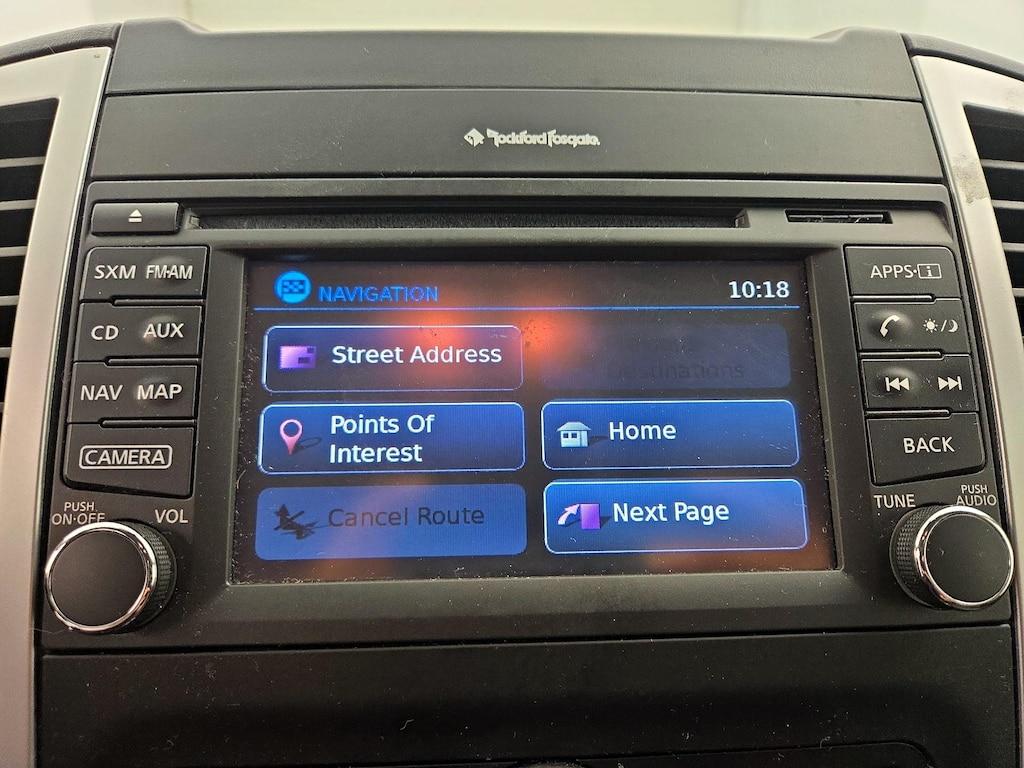 Rockford Fosgate
SXM FM·AM
CD AUX
NAV MAP
CAMERA
PUSH
ON·OFF
VOL
NAVIGATION
10:18
Street Address
Destinations
Points Of
Interest
Home
Cancel Route
Next Page
APPS·i
BACK
TUNE
PUSH
AUDIO